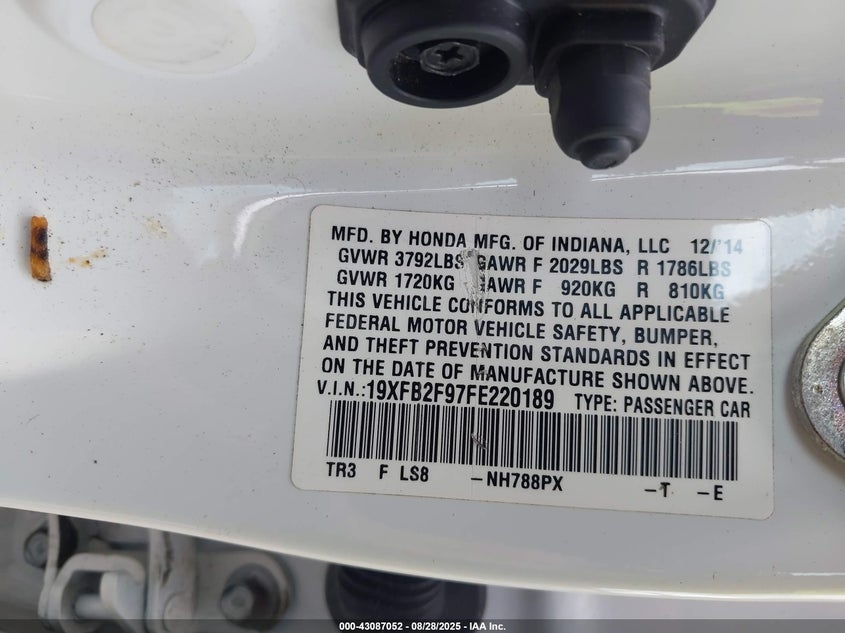 MFD. BY HONDA MFG. OF INDIANA, LLC 12/'14
GVWR 3792LBS GAWR F 2029LBS R 1786LBS
GVWR 1720KG GAWR F 920KG R 810KG
THIS VEHICLE CONFORMS TO ALL APPLICABLE
FEDERAL MOTOR VEHICLE SAFETY, BUMPER,
AND THEFT PREVENTION STANDARDS IN EFFECT
ON THE DATE OF MANUFACTURE SHOWN ABOVE.
V.I.N.:19XFB2F97FE220189 TYPE: PASSENGER CAR
TR3 F LS8 –NH788PX –T –E
000-43087052 | 08/28/2025 - IAA Inc.